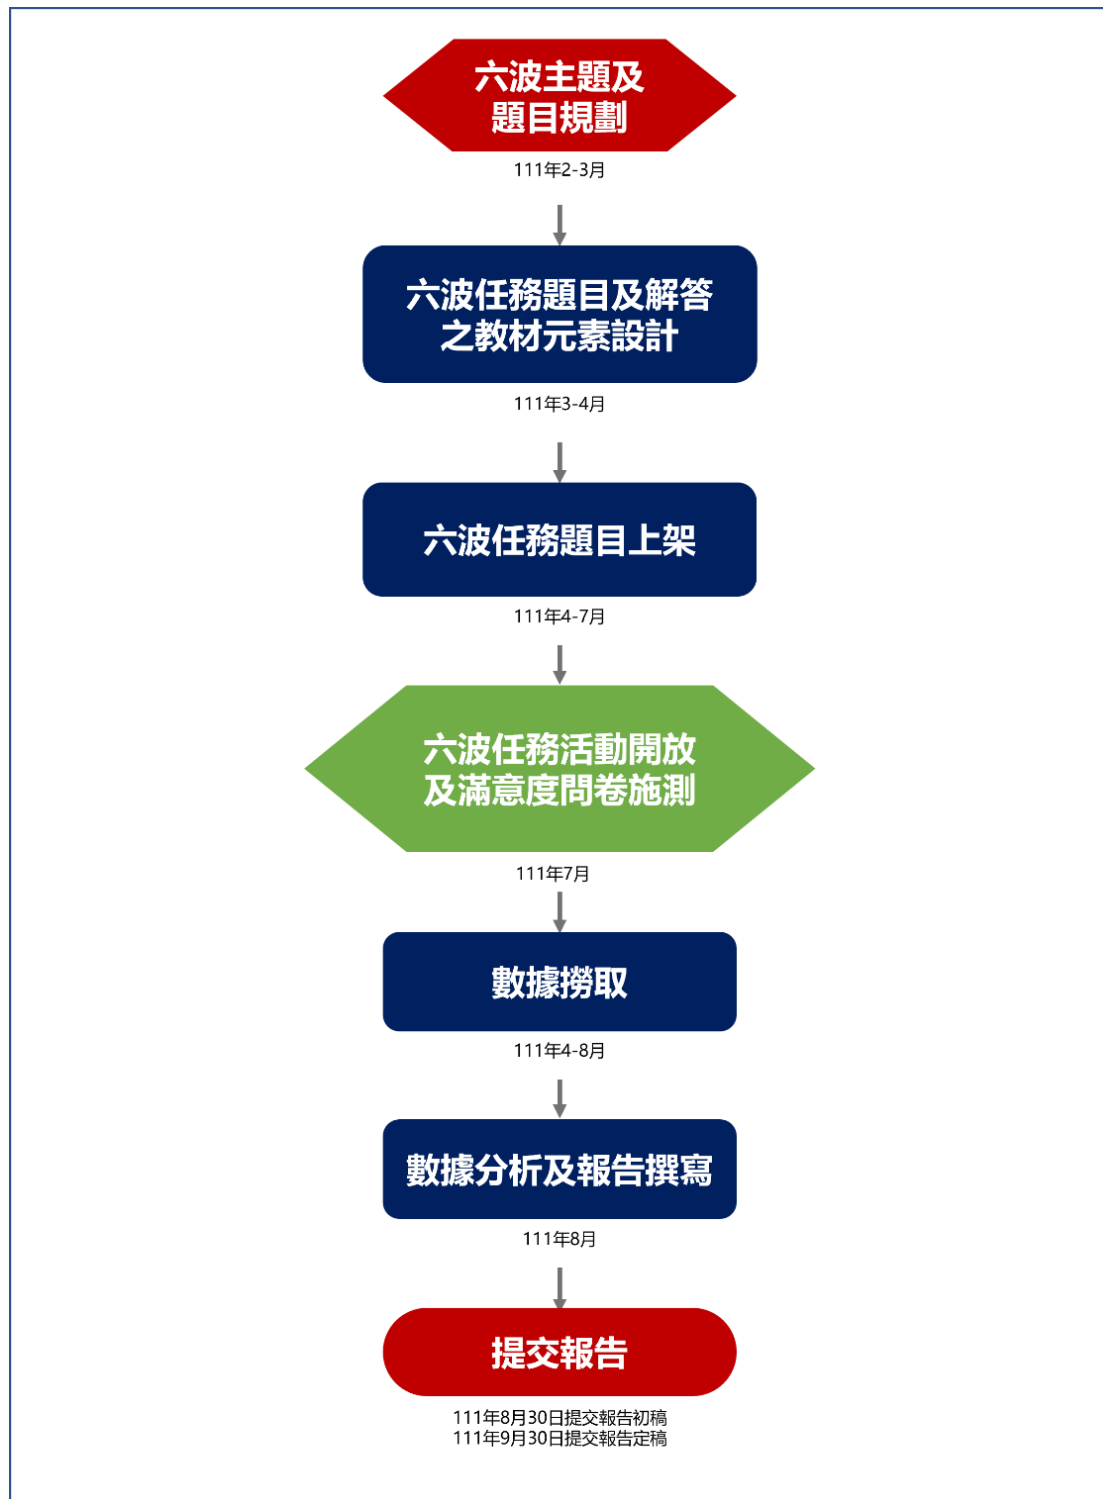 六波主題及
題目規劃
111年2-3月
六波任務題目及解答
之教材元素設計
111年3-4月
六波任務題目上架
111年4-7月
六波任務活動開放
及滿意度問卷施測
111年7月
數據撈取
111年4-8月
數據分析及報告撰寫
111年8月
提交報告
111年8月30日提交報告初稿
111年9月30日提交報告定稿